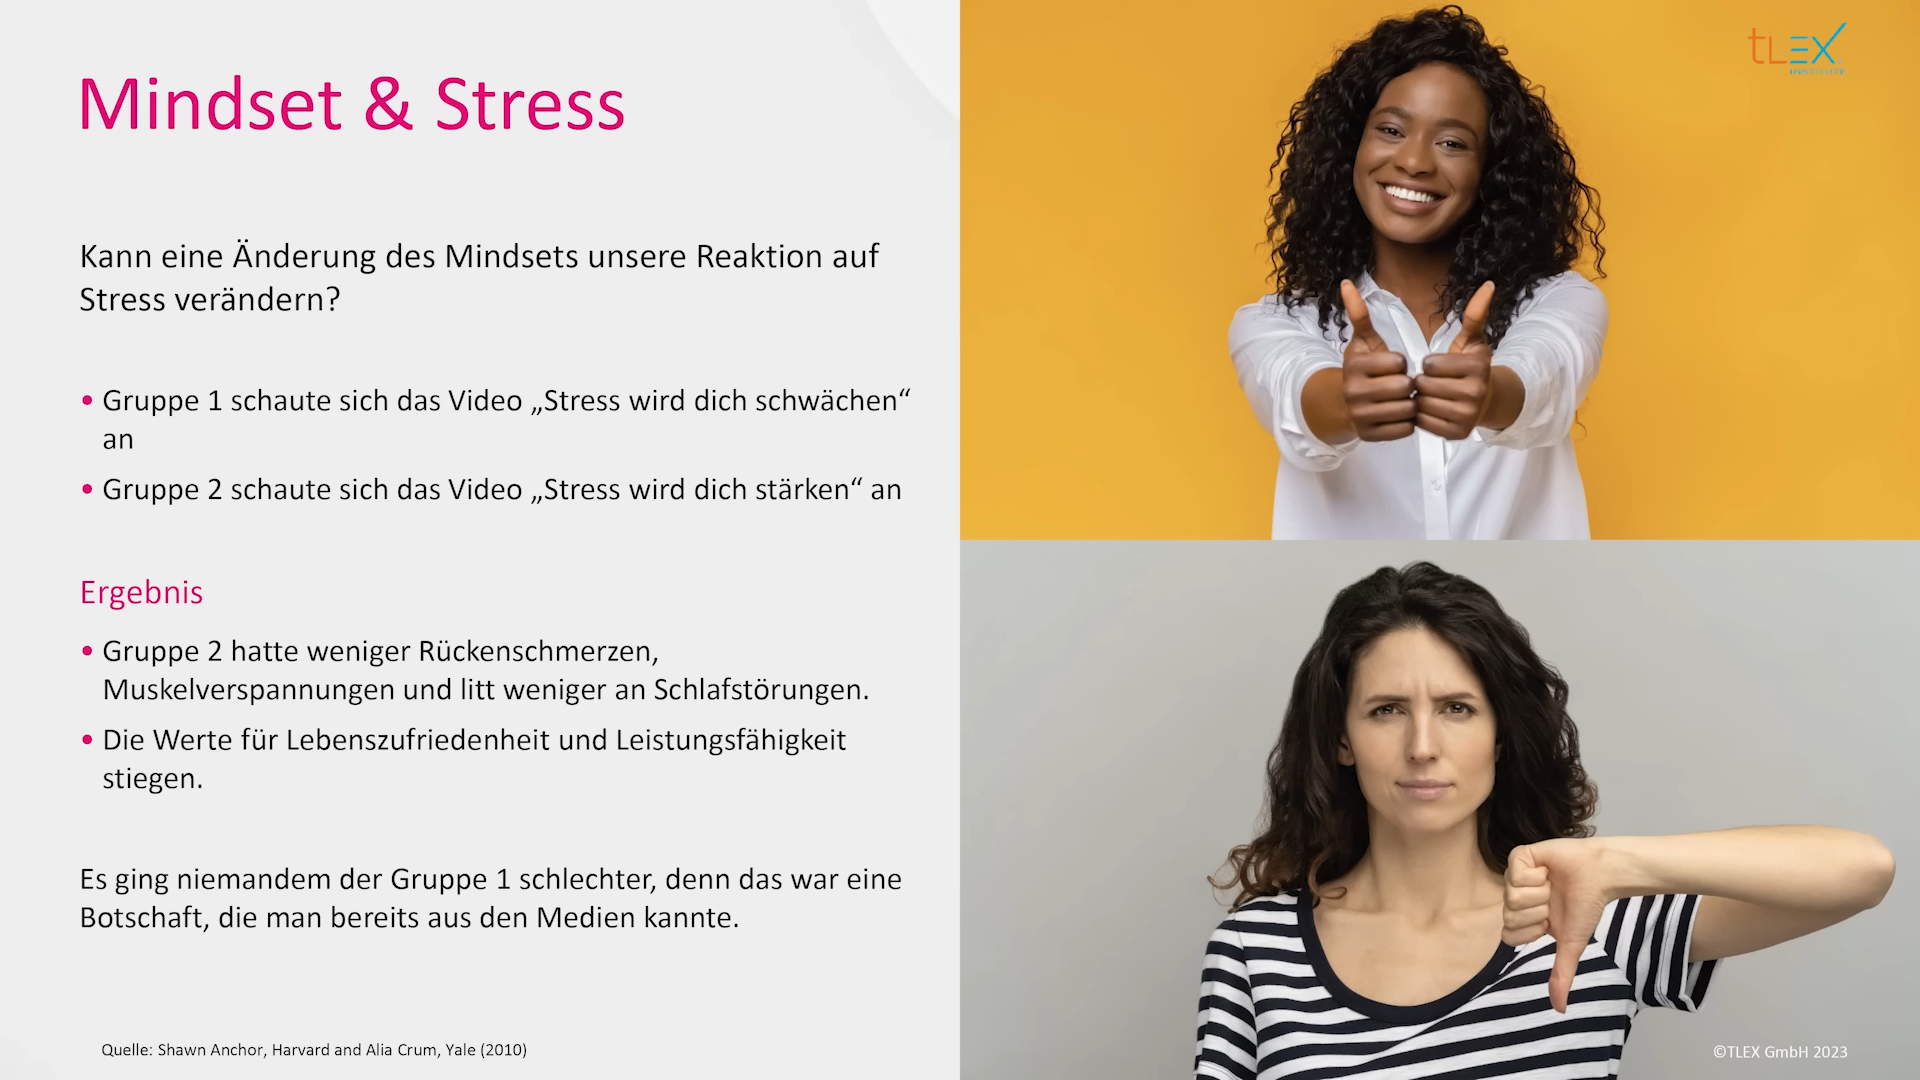 Mindset & Stress
Kann eine Änderung des Mindsets unsere Reaktion auf
Stress verändern?
• Gruppe 1 schaute sich das Video „Stress wird dich schwächen“
an
• Gruppe 2 schaute sich das Video „Stress wird dich stärken“ an
Ergebnis
• Gruppe 2 hatte weniger Rückenschmerzen,
Muskelverspannungen und litt weniger an Schlafstörungen.
• Die Werte für Lebenszufriedenheit und Leistungsfähigkeit
stiegen.
Es ging niemandem der Gruppe 1 schlechter, denn das war eine
Botschaft, die man bereits aus den Medien kannte.
Quelle: Shawn Anchor, Harvard and Alia Crum, Yale (2010)
tLEX
©TLEX GmbH 2023